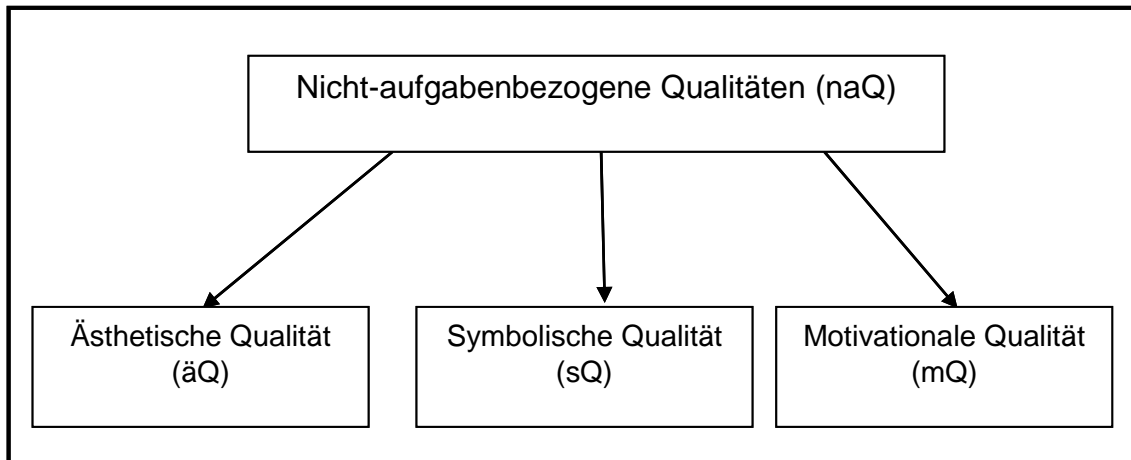 Nicht-aufgabenbezogene Qualitäten (naQ)
Ästhetische Qualität
(äQ)
Symbolische Qualität
(sQ)
Motivationale Qualität
(mQ)